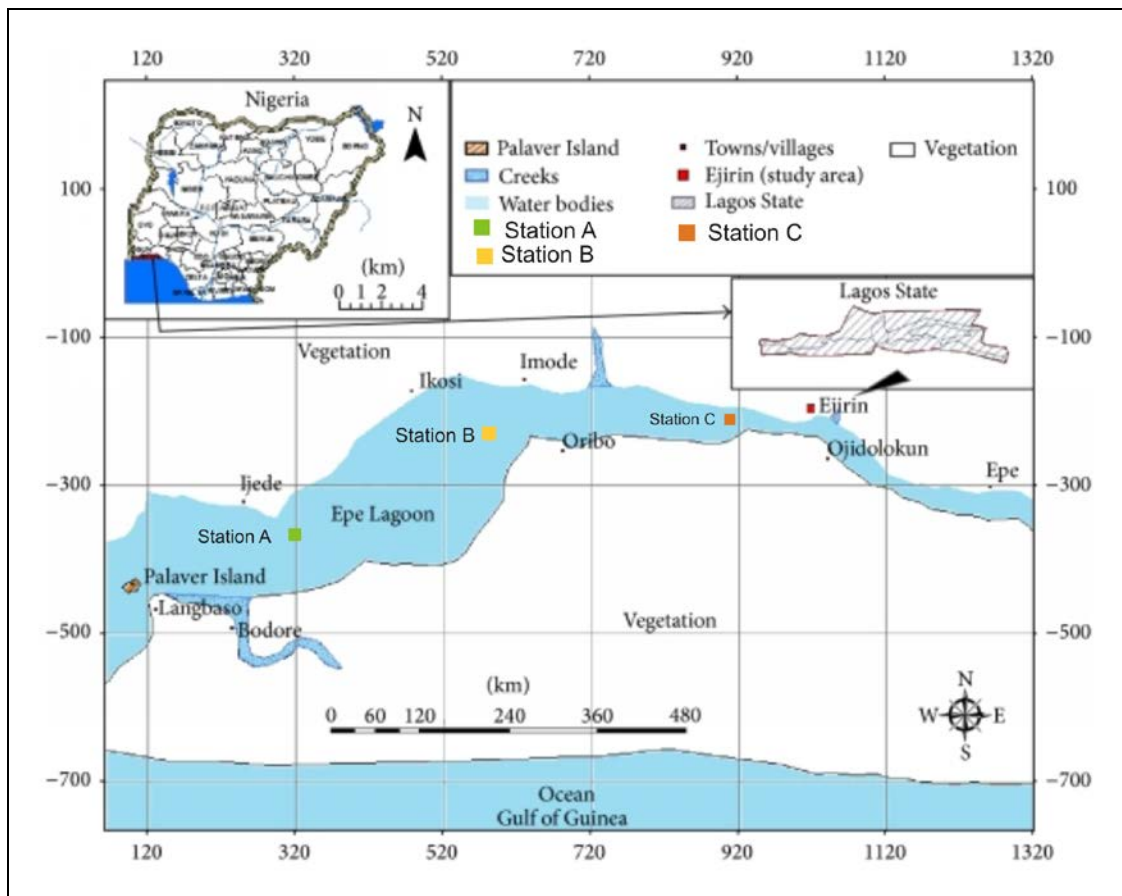 120 320 520 720 920 1120 1320
Nigeria
N
(km)
0 1 2 4
Palaver Island
Creeks
Water bodies
Station A
Station B
Towns/villages
Ejirin (study area)
Lagos State
Station C
Vegetation
100 100
Lagos State
−100 −100
Vegetation
Imode
Ikosi
Ejirin
Station C
Station B
Oribo
Ojidolokun
Ijede
Epe
−300 −300
Epe Lagoon
Station A
Palaver Island
Langbaso
Bodore
Vegetation
−500 −500
(km)
0 60 120 240 360 480
N
W E
S
−700 −700
Ocean
Gulf of Guinea
120 320 520 720 920 1120 1320